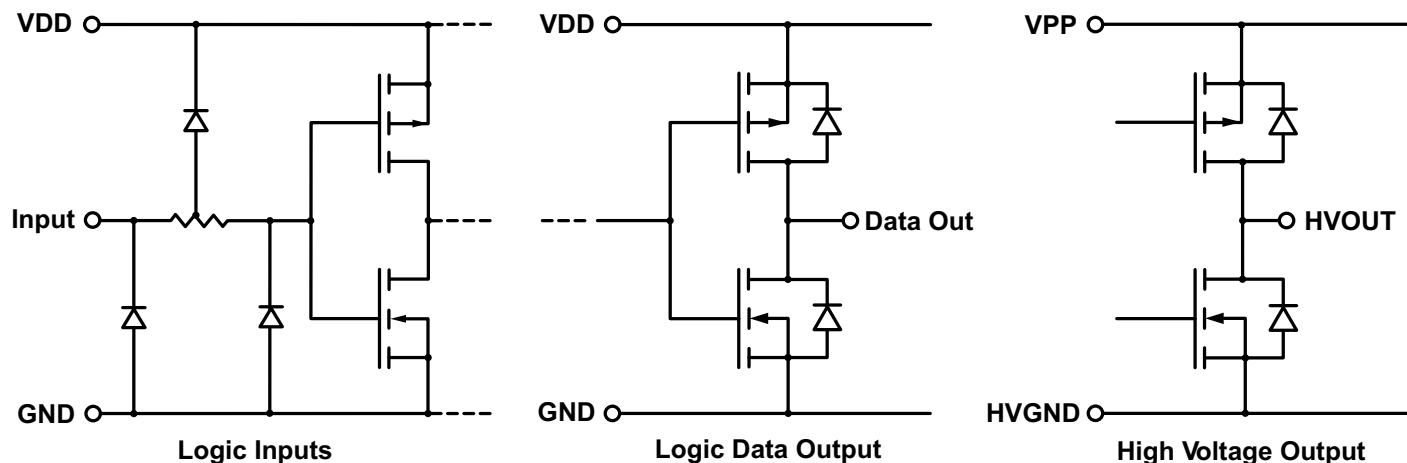 VDD
VDD
VPP
Input
Data Out
HVOUT
GND
GND
HVGND
Logic Inputs
Logic Data Output
High Voltage Output